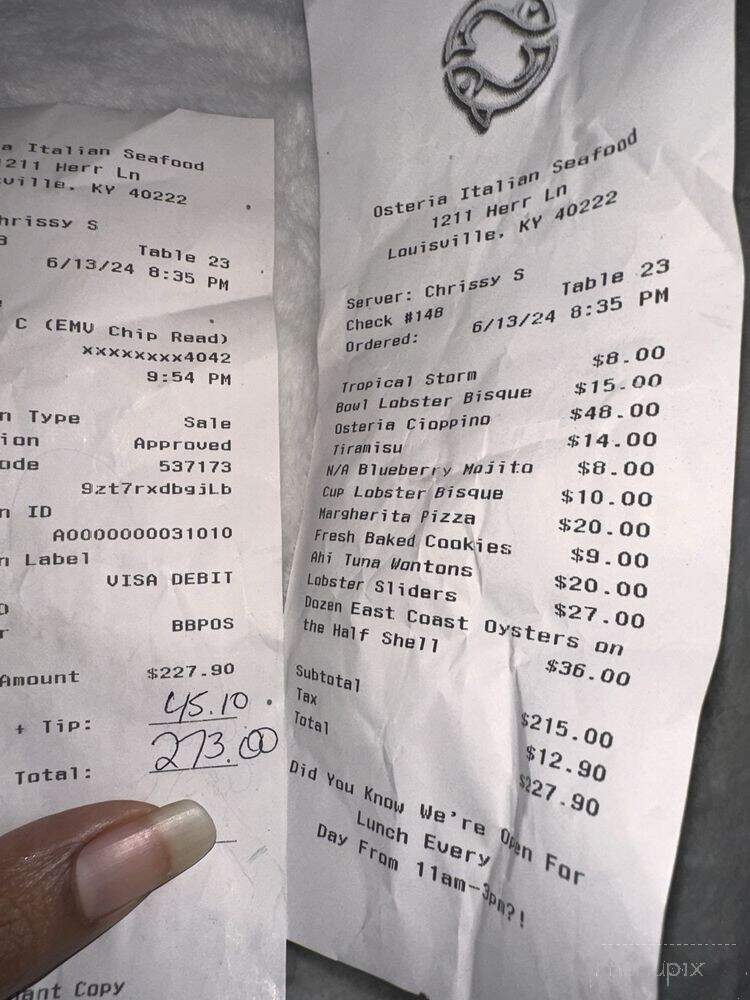 a Italian Seafood
1211 Herr Ln
ville, KY 40222
hrissy S
Table 23
6/13/24 8:35 PM
C (EMV Chip Read)
xxxxxxxx4042
9:54 PM
n Type Sale
ion Approved
ode 537173
9zt7rxdbgjLb
n ID
A0000000031010
n Label
VISA DEBIT
BBPOS
Amount $227.90
+ Tip: 45.10
Total: 273.00
ant Copy
Osteria Italian Seafood
1211 Herr Ln
Louisville, KY 40222
Server: Chrissy S Table 23
Check #148 6/13/24 8:35 PM
Ordered:
Tropical Storm $8.00
Bowl Lobster Bisque $15.00
Osteria Cioppino $48.00
Tiramisu $14.00
N/A Blueberry Mojito $8.00
Cup Lobster Bisque $10.00
Margherita Pizza $20.00
Fresh Baked Cookies $9.00
Ahi Tuna Wontons $20.00
Lobster Sliders $27.00
Dozen East Coast Oysters on
the Half Shell $36.00
Subtotal $215.00
Tax $12.90
Total $227.90
Did You Know We're Open For
Lunch Every
Day From 11am-3pm?!